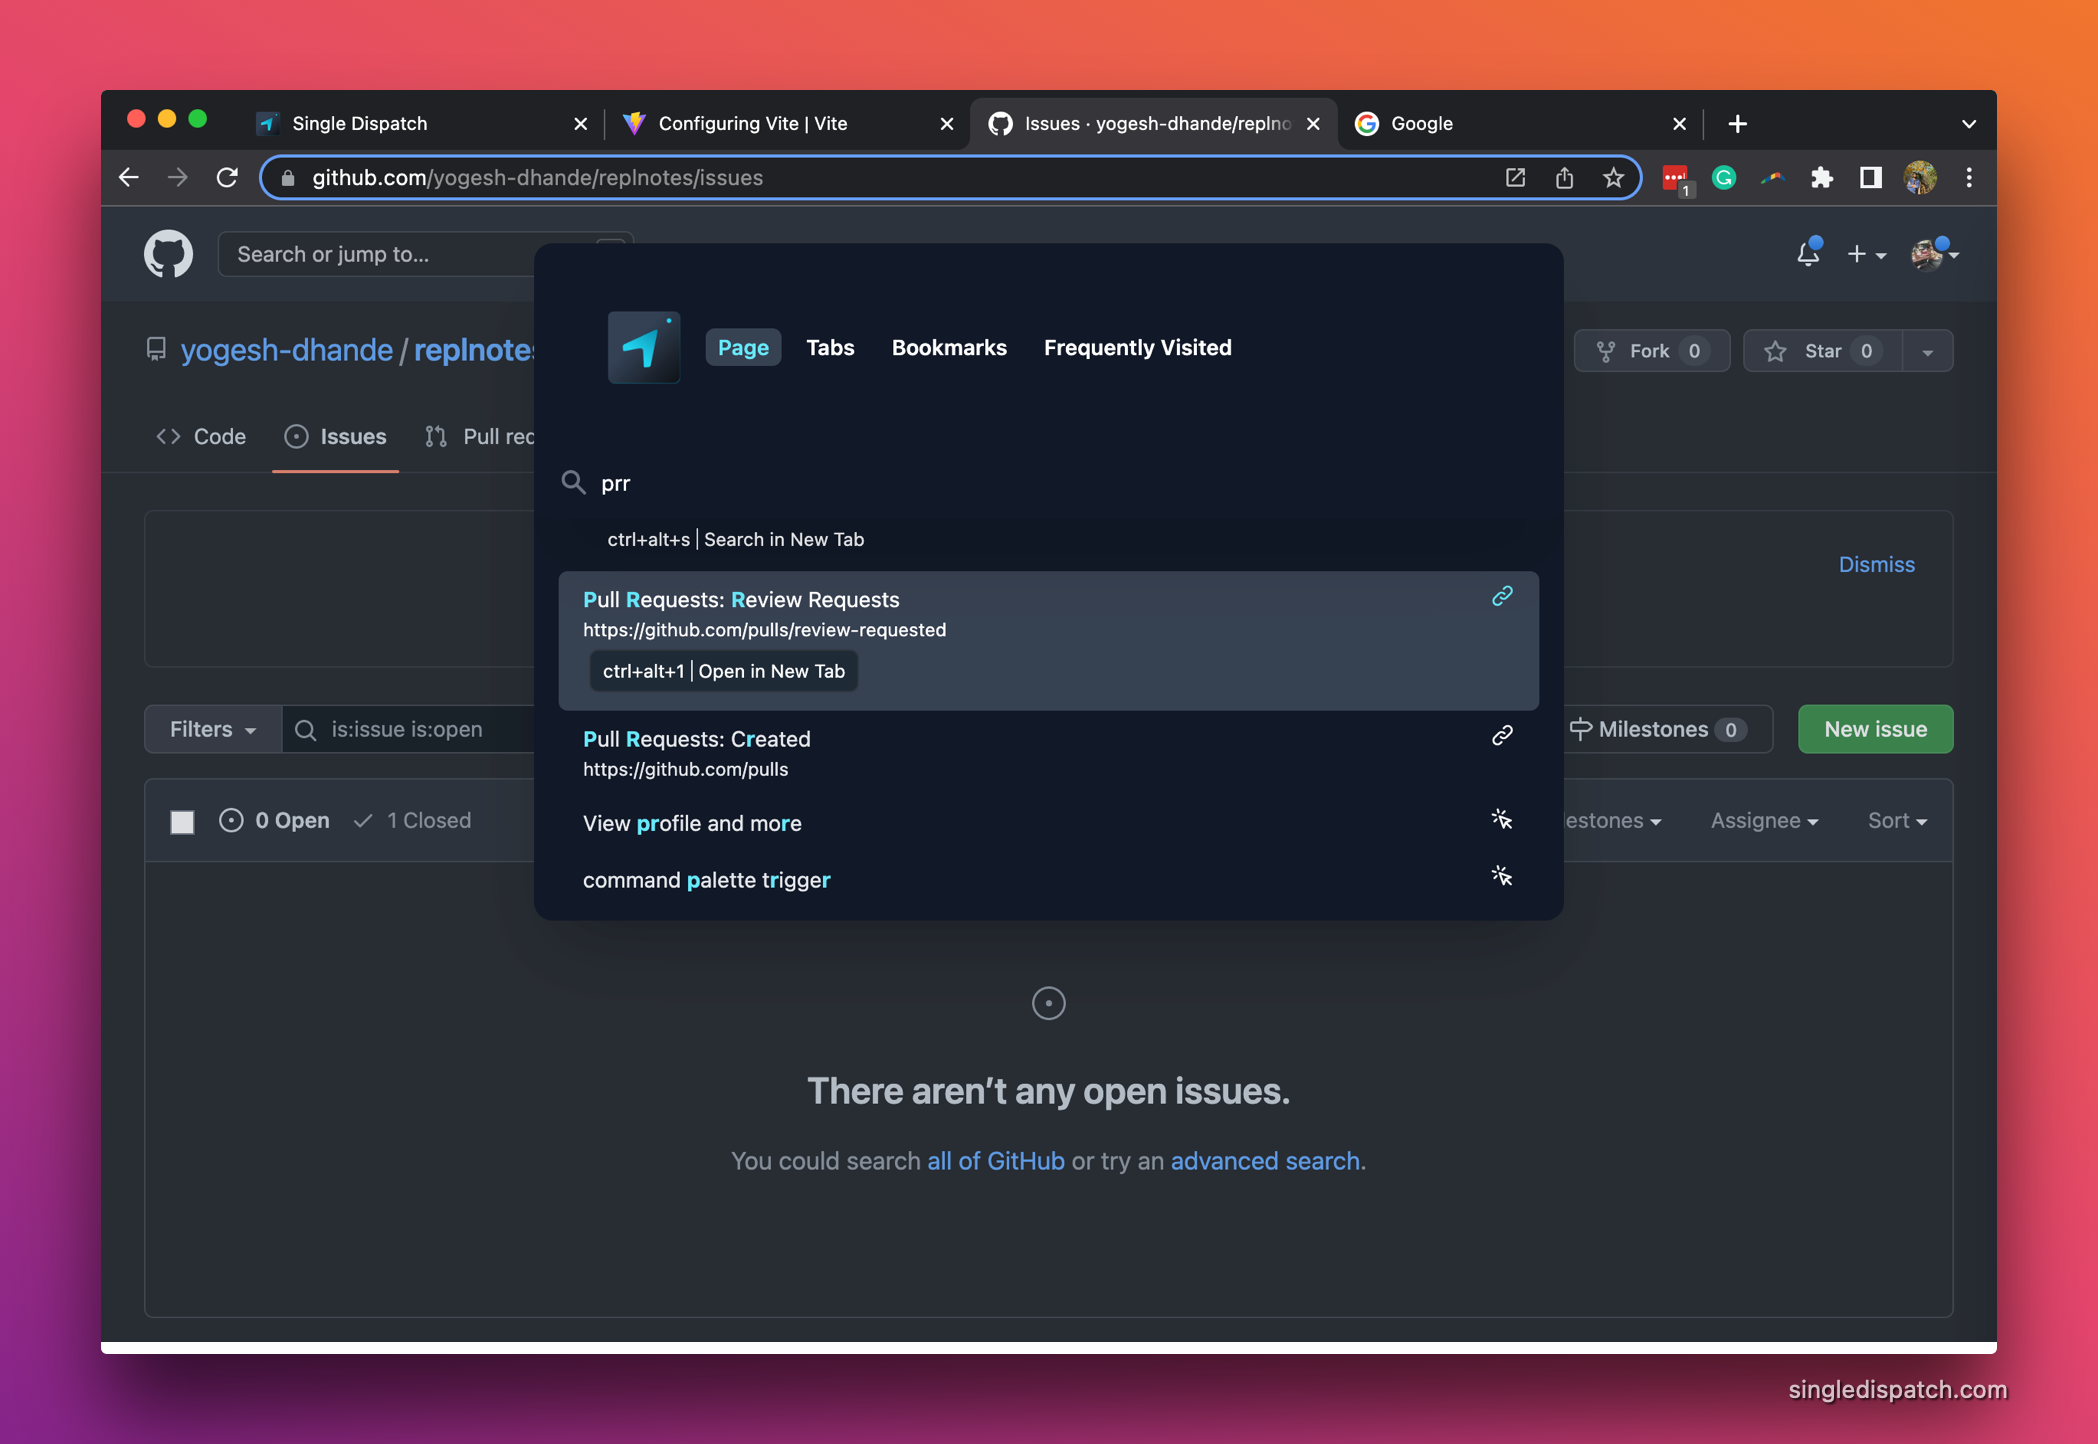 Single Dispatch
Configuring Vite | Vite
Issues · yogesh-dhande/replno
Google
github.com/yogesh-dhande/replnotes/issues
1
Search or jump to...
yogesh-dhande / replnotes
Page
Tabs
Bookmarks
Frequently Visited
Fork 0
Star 0
Code
Issues
Pull req
prr
ctrl+alt+s | Search in New Tab
Dismiss
Pull Requests: Review Requests
https://github.com/pulls/review-requested
ctrl+alt+1 | Open in New Tab
Filters
is:issue is:open
Pull Requests: Created
https://github.com/pulls
Milestones 0
New issue
0 Open
1 Closed
View profile and more
estones
Assignee
Sort
command palette trigger
There aren’t any open issues.
You could search all of GitHub or try an advanced search.
singledispatch.com